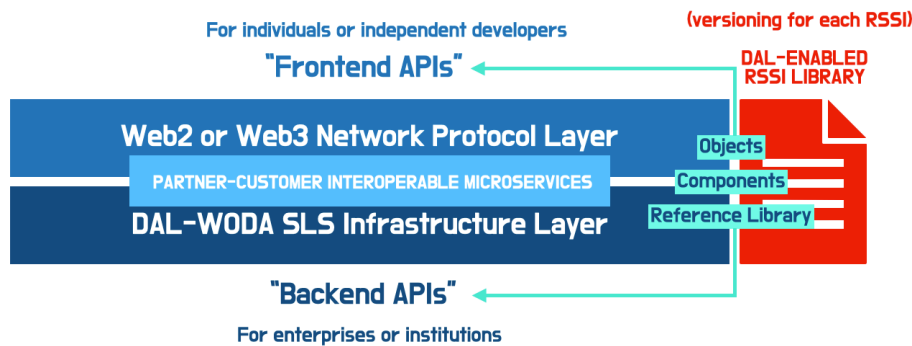 For individuals or independent developers
"Frontend APIs"
(versioning for each RSSI)
DAL-ENABLED
RSSI LIBRARY
Web2 or Web3 Network Protocol Layer
PARTNER-CUSTOMER INTEROPERABLE MICROSERVICES
DAL-WODA SLS Infrastructure Layer
Objects
Components
Reference Library
"Backend APIs"
For enterprises or institutions